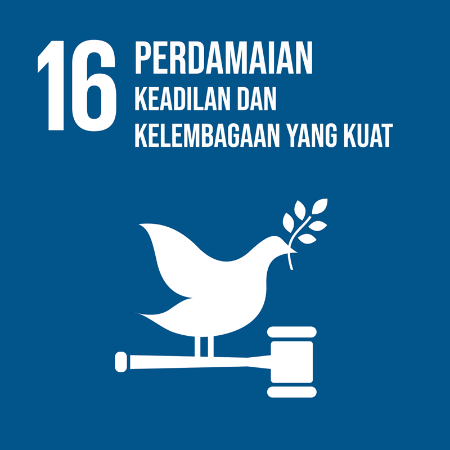 16 PERDAMAIAN
KEADILAN DAN
KELEMBAGAAN YANG KUAT